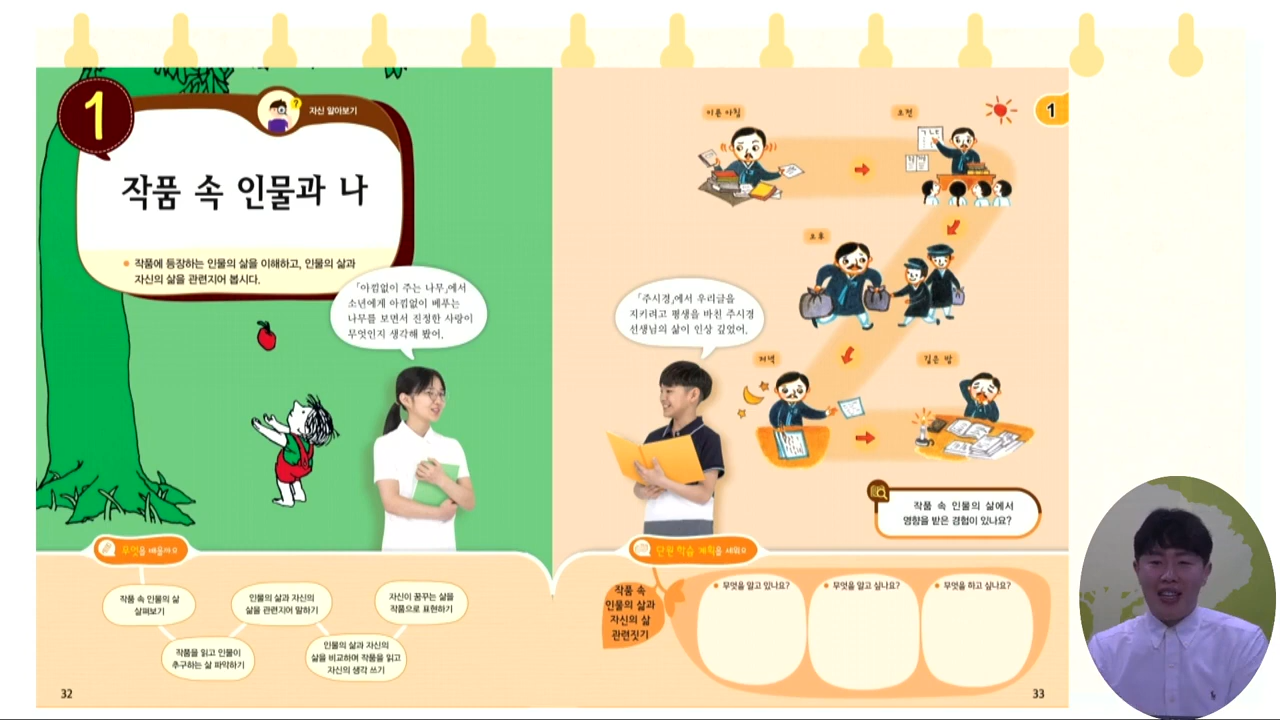 1
자신 알아보기
작품 속 인물과 나
작품에 등장하는 인물의 삶을 이해하고, 인물의 삶과
자신의 삶을 관련지어 봅시다.
「아낌없이 주는 나무」에서
소년에게 아낌없이 베푸는
나무를 보면서 진정한 사랑이
무엇인지 생각해 봤어.
무엇을 배울까요
작품 속 인물의 삶
살펴보기
작품을 읽고 인물이
추구하는 삶 파악하기
인물의 삶과 자신의
삶을 관련지어 말하기
인물의 삶과 자신의
삶을 비교하며 작품을 읽고
자신의 생각 쓰기
자신이 꿈꾸는 삶을
작품으로 표현하기
32
1
이른 아침
오전
오후
저녁
깊은 밤
「주시경」에서 우리글을
지키려고 평생을 바친 주시경
선생님의 삶이 인상 깊었어.
작품 속 인물의 삶에서
영향을 받은 경험이 있나요?
단원 학습 계획을 세워요
작품 속
인물의 삶과
자신의 삶
관련짓기
무엇을 알고 있나요?
무엇을 알고 싶나요?
무엇을 하고 싶나요?
33